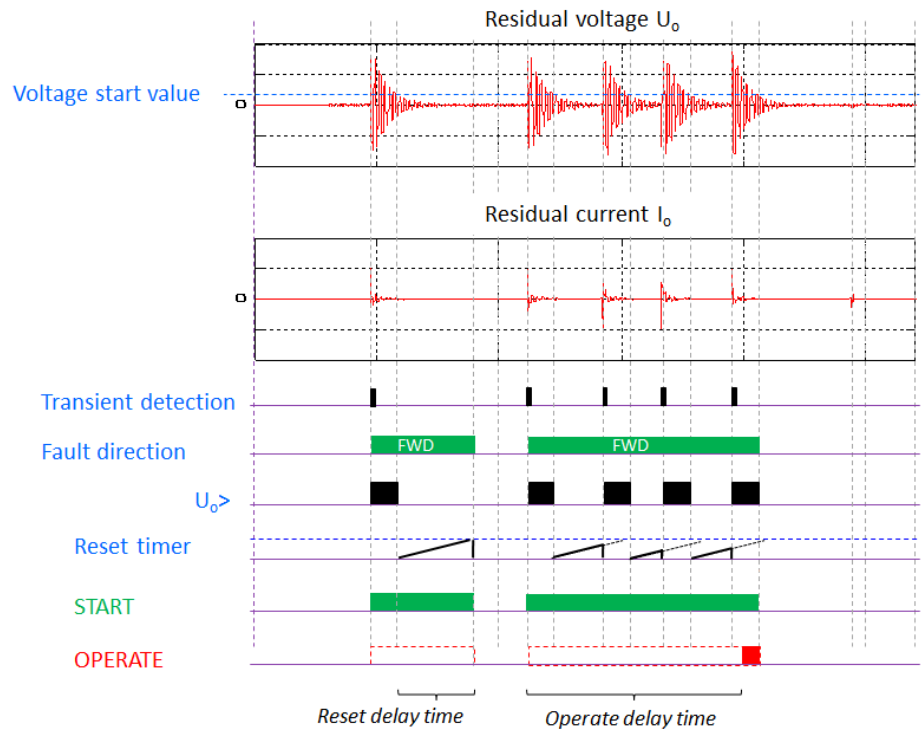 Residual voltage Uₒ
Voltage start value
0
Residual current Iₒ
0
Transient detection
Fault direction
FWD
FWD
Uₒ>
Reset timer
START
OPERATE
Reset delay time
Operate delay time